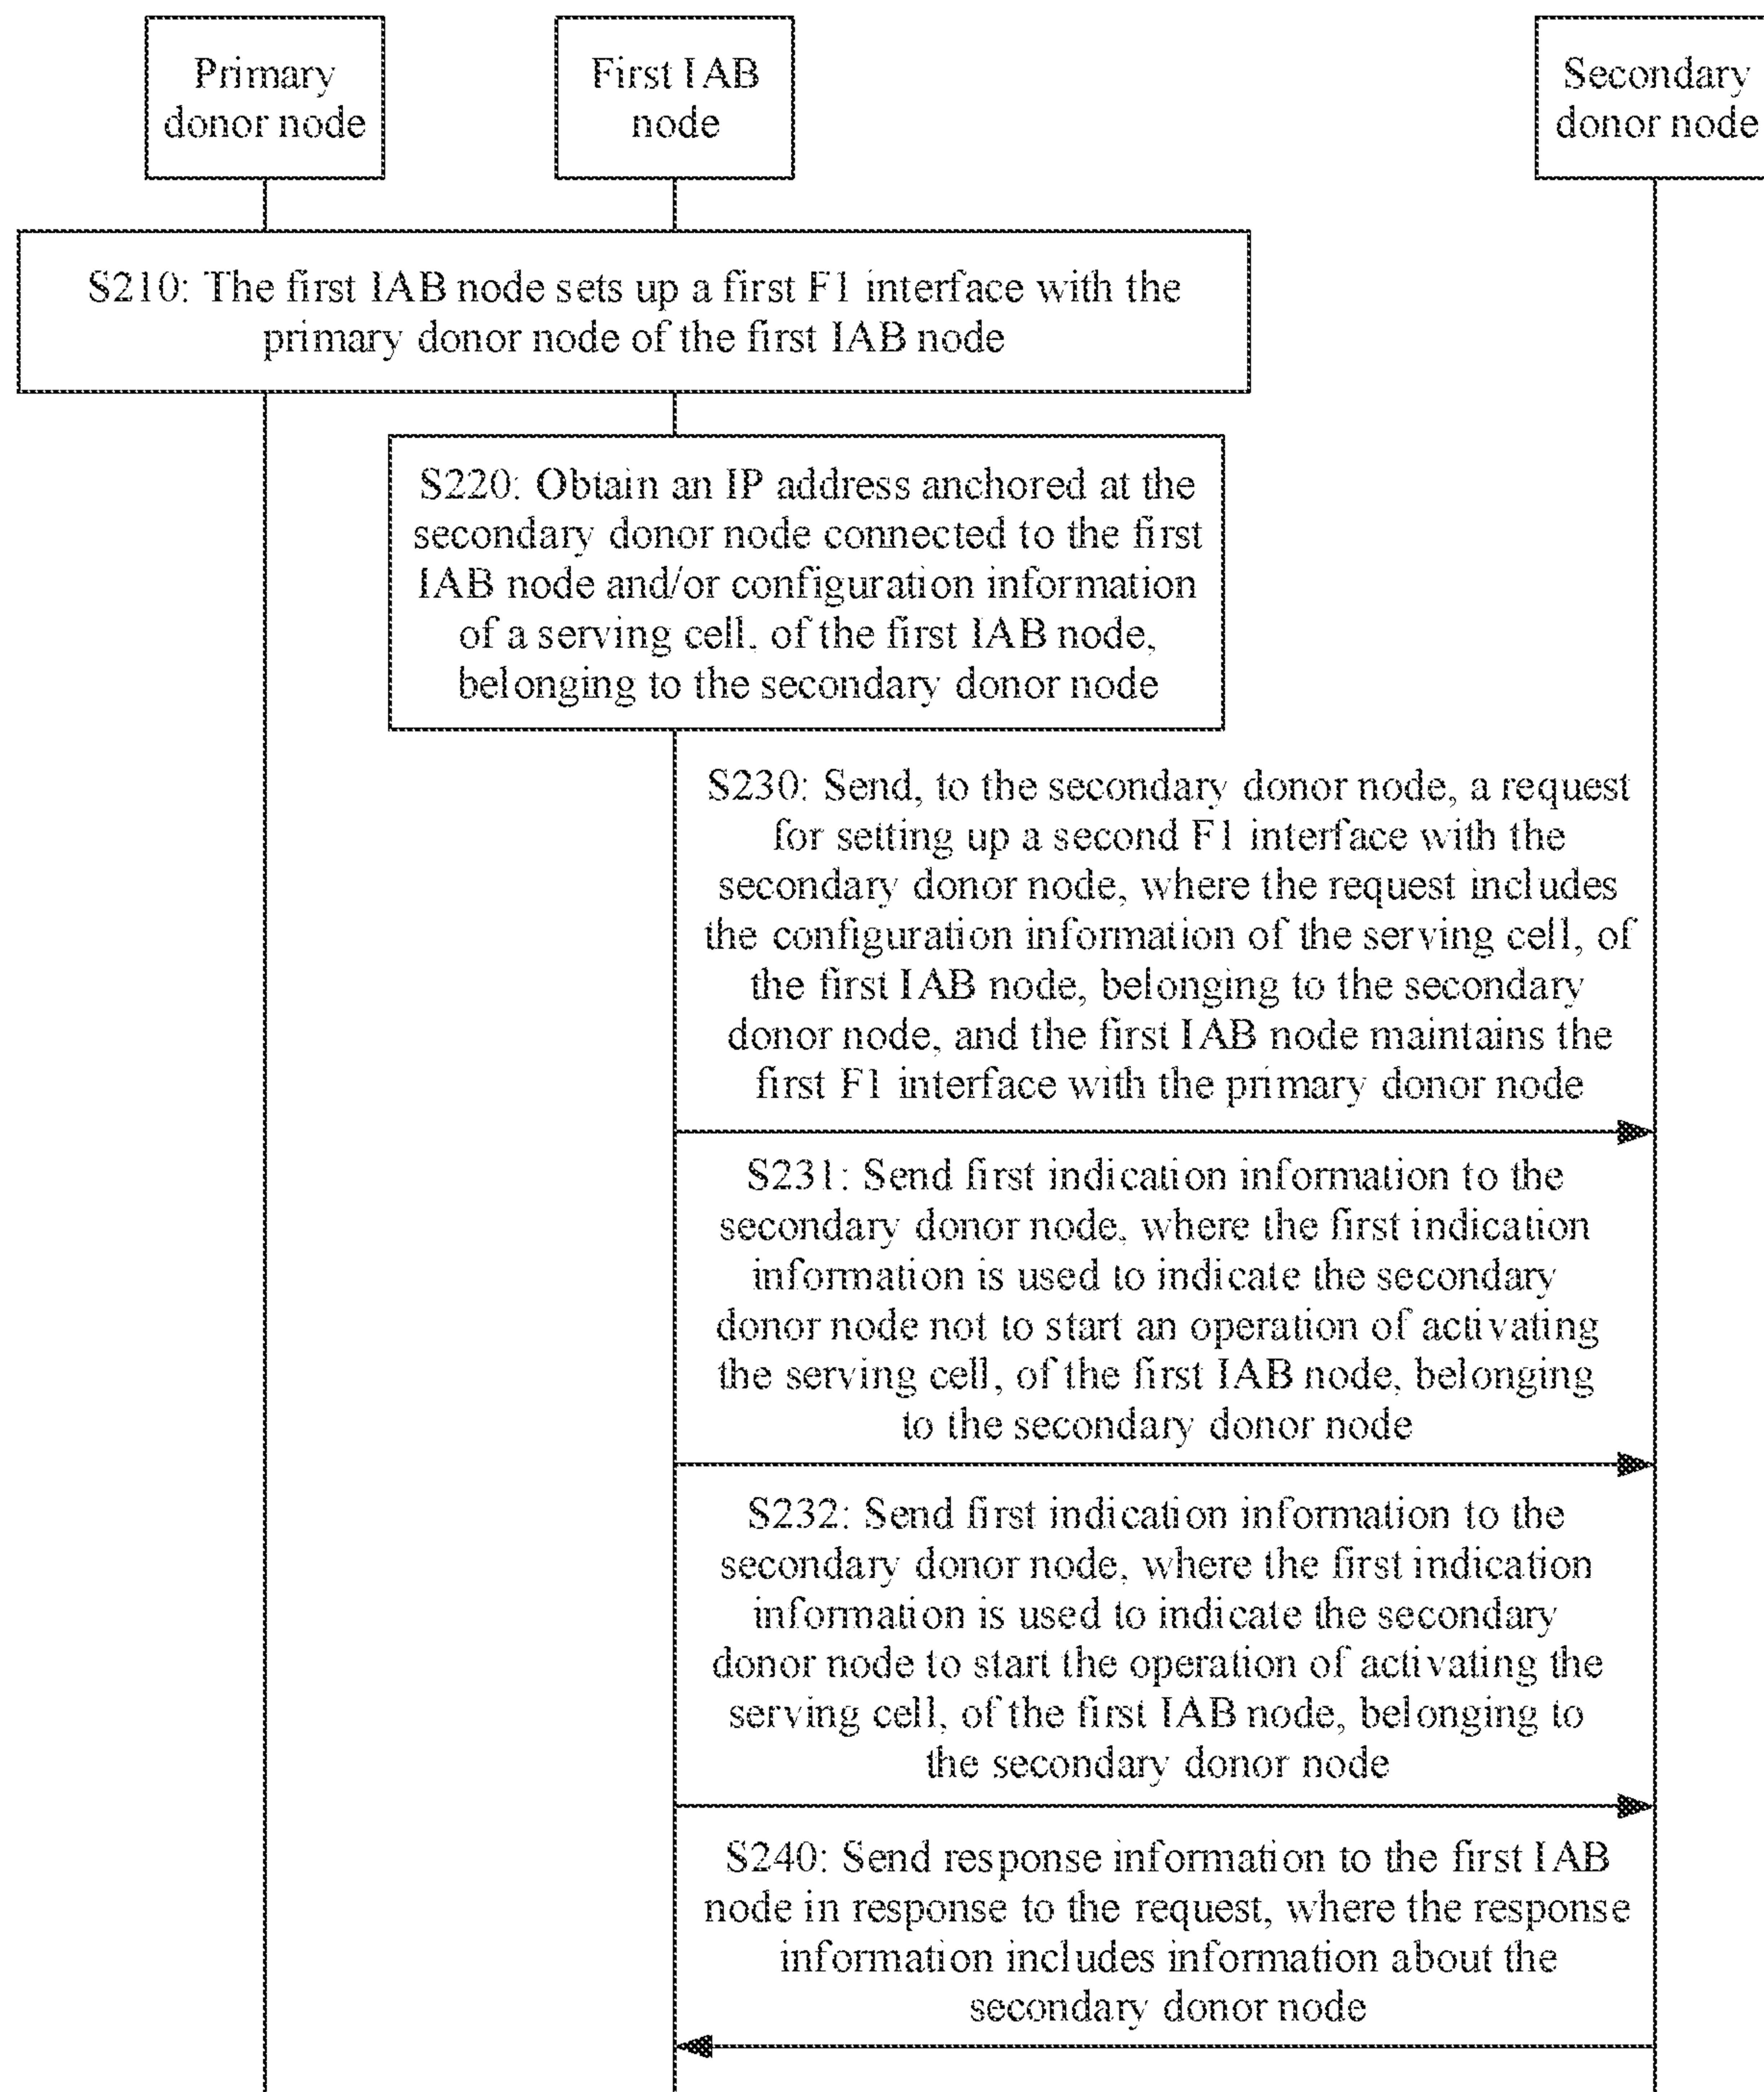 Primary
donor node
First IAB
node
Secondary
donor node
S210: The first IAB node sets up a first F1 interface with the
primary donor node of the first IAB node
S220: Obtain an IP address anchored at the
secondary donor node connected to the first
IAB node and/or configuration information
of a serving cell, of the first IAB node,
belonging to the secondary donor node
S230: Send, to the secondary donor node, a request
for setting up a second F1 interface with the
secondary donor node, where the request includes
the configuration information of the serving cell, of
the first IAB node, belonging to the secondary
donor node, and the first IAB node maintains the
first F1 interface with the primary donor node
S231: Send first indication information to the
secondary donor node, where the first indication
information is used to indicate the secondary
donor node not to start an operation of activating
the serving cell, of the first IAB node, belonging
to the secondary donor node
S232: Send first indication information to the
secondary donor node, where the first indication
information is used to indicate the secondary
donor node to start the operation of activating the
serving cell, of the first IAB node, belonging to
the secondary donor node
S240: Send response information to the first IAB
node in response to the request, where the response
information includes information about the
secondary donor node